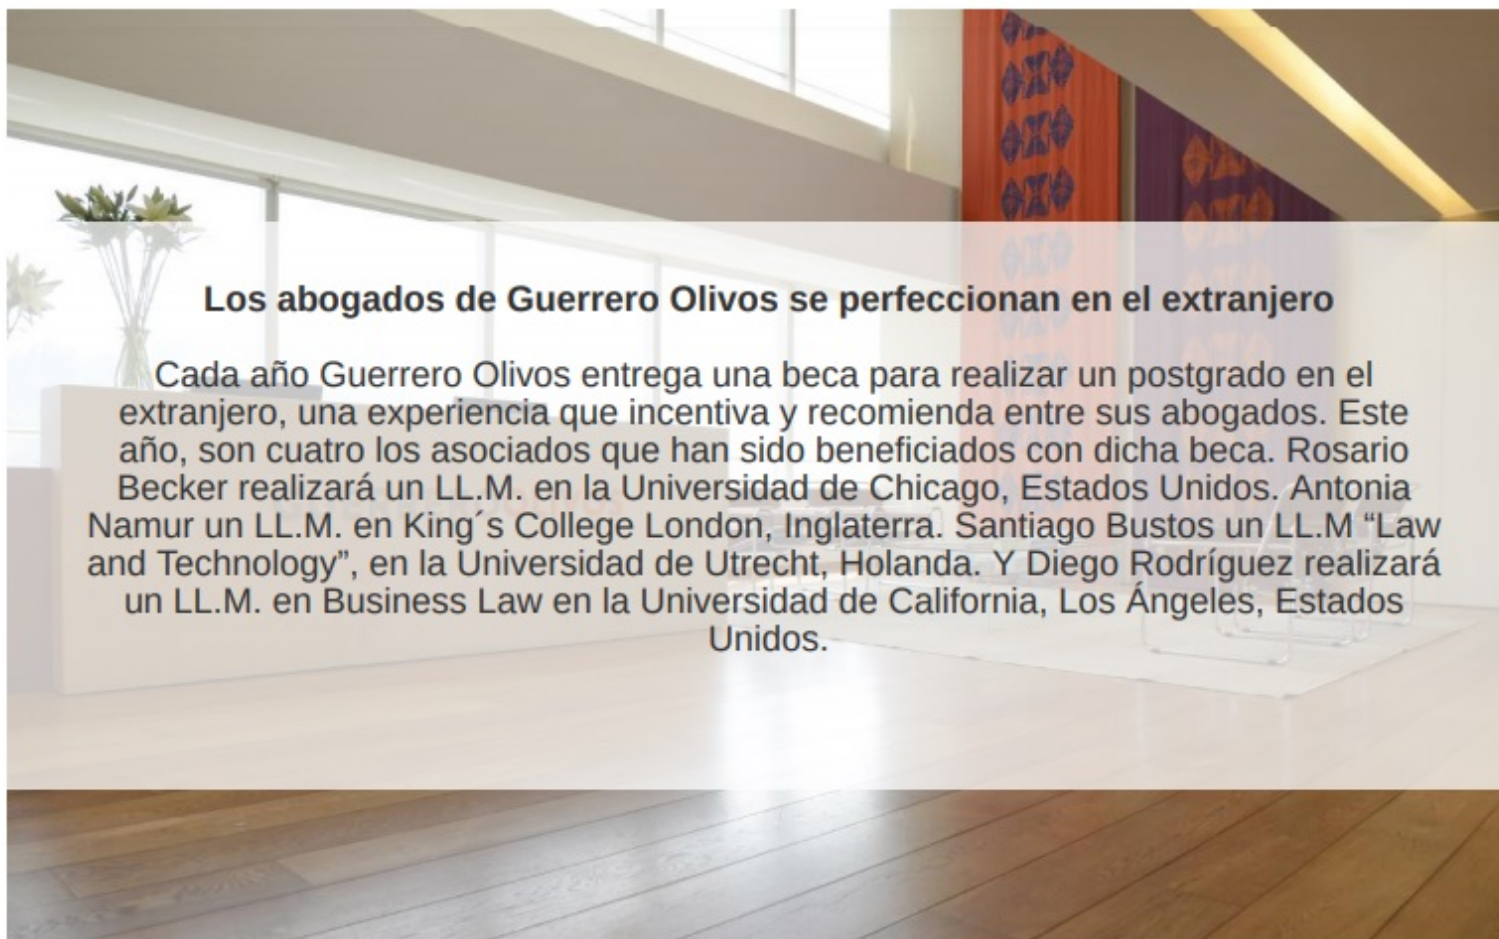 Los abogados de Guerrero Olivos se perfeccionan en el extranjero
Cada año Guerrero Olivos entrega una beca para realizar un postgrado en el
extranjero, una experiencia que incentiva y recomienda entre sus abogados. Este
año, son cuatro los asociados que han sido beneficiados con dicha beca. Rosario
Becker realizará un LL.M. en la Universidad de Chicago, Estados Unidos. Antonia
Namur un LL.M. en King´s College London, Inglaterra. Santiago Bustos un LL.M “Law
and Technology”, en la Universidad de Utrecht, Holanda. Y Diego Rodríguez realizará
un LL.M. en Business Law en la Universidad de California, Los Ángeles, Estados
Unidos.